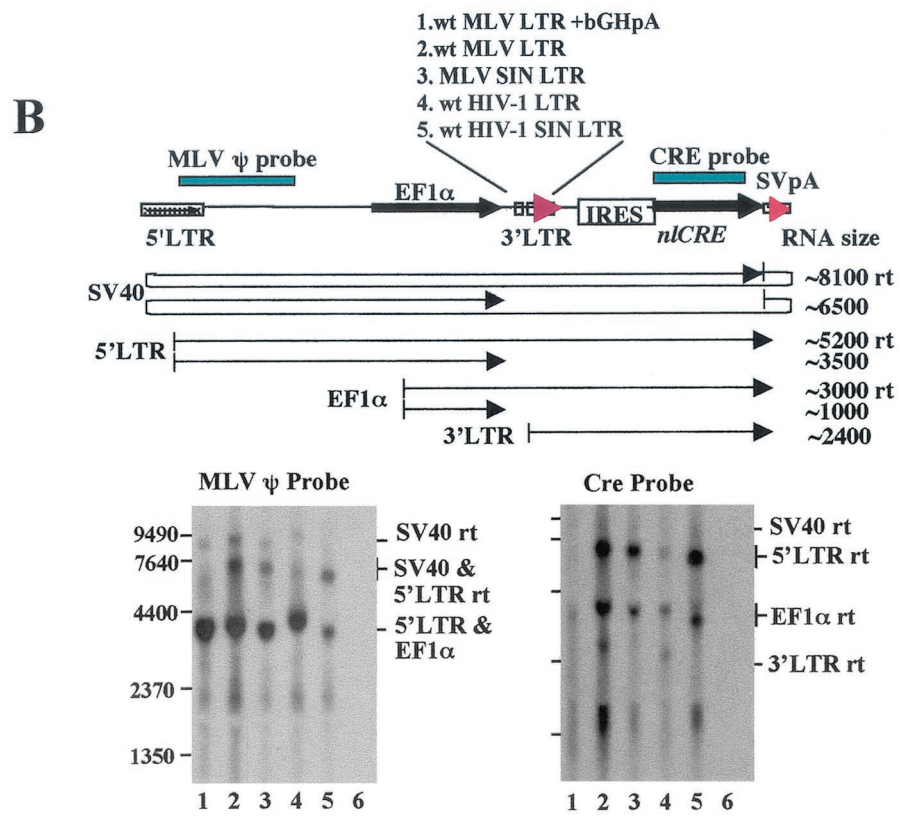 B
1.wt MLV LTR +bGHpA
2.wt MLV LTR
3. MLV SIN LTR
4. wt HIV-1 LTR
5. wt HIV-1 SIN LTR
MLV ψ probe
CRE probe
EF1α
SVpA
IRES
5'LTR
3'LTR
nlCRE
RNA size
SV40
~8100 rt
~6500
5'LTR
~5200 rt
~3500
EF1α
~3000 rt
~1000
3'LTR
~2400
MLV ψ Probe
9490
7640
4400
2370
1350
SV40 rt
SV40 &
5'LTR rt
5'LTR &
EF1α
1 2 3 4 5 6
Cre Probe
SV40 rt
5'LTR rt
EF1α rt
3'LTR rt
1 2 3 4 5 6